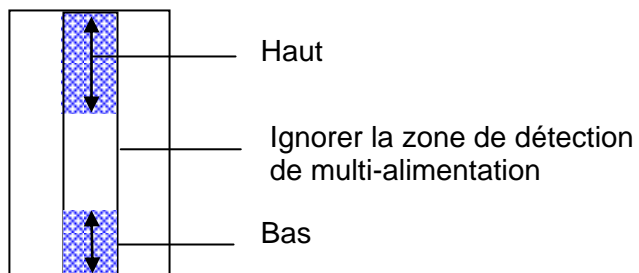 Haut
Ignorer la zone de détection
de multi-alimentation
Bas